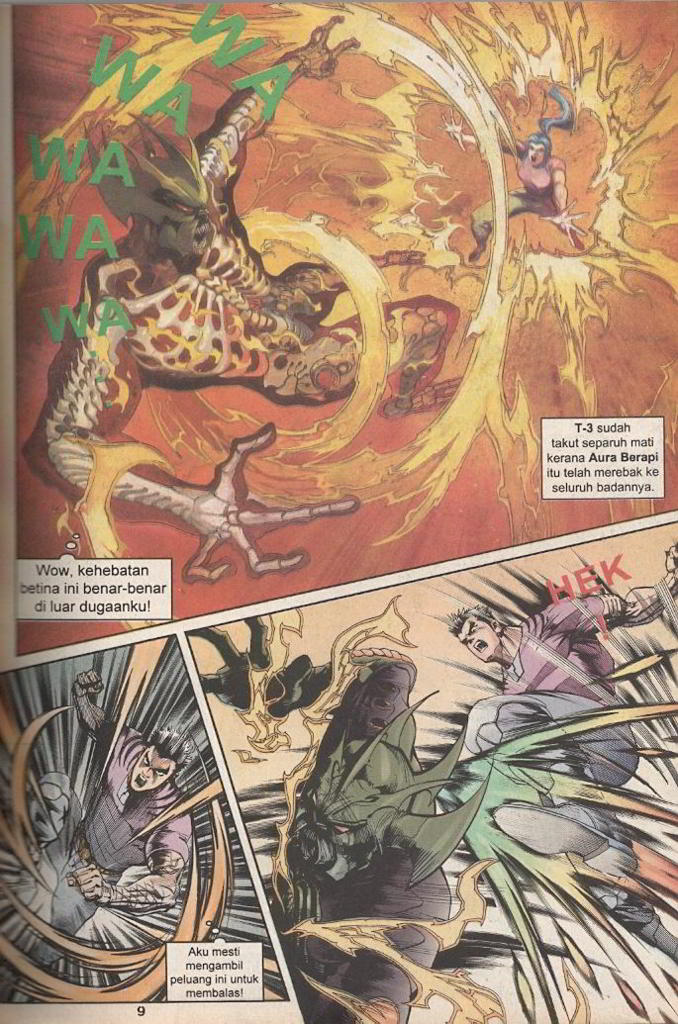 WA
WA
WA
WA
WA
WA
T-3 sudah
takut separuh mati
kerana Aura Berapi
itu telah merebak ke
seluruh badannya.
Wow, kehebatan
betina ini benar-benar
di luar dugaanku!
HEK
!
Aku mesti
mengambil
peluang ini untuk
membalas!
9